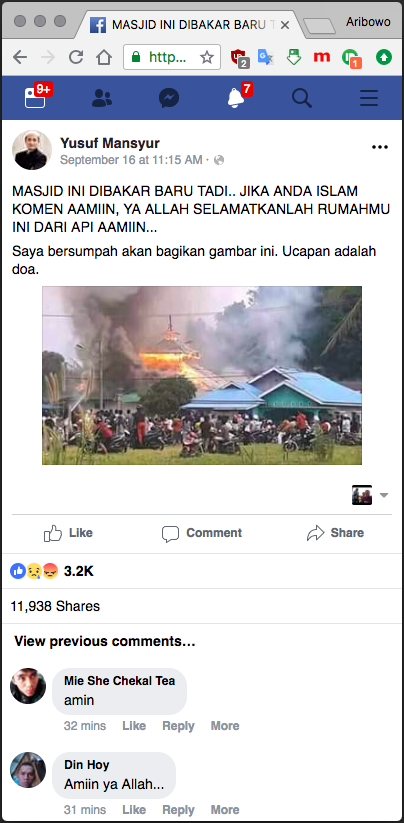 MASJID INI DIBAKAR BARU T
Aribowo
http...
2
1
9+
7
Yusuf Mansyur
September 16 at 11:15 AM ·
MASJID INI DIBAKAR BARU TADI.. JIKA ANDA ISLAM
KOMEN AAMIIN, YA ALLAH SELAMATKANLAH RUMAHMU
INI DARI API AAMIIN...
Saya bersumpah akan bagikan gambar ini. Ucapan adalah
doa.
Like Comment Share
3.2K
11,938 Shares
View previous comments...
Mie She Chekal Tea
amin
32 mins Like Reply More
Din Hoy
Amiin ya Allah...
31 mins Like Reply More